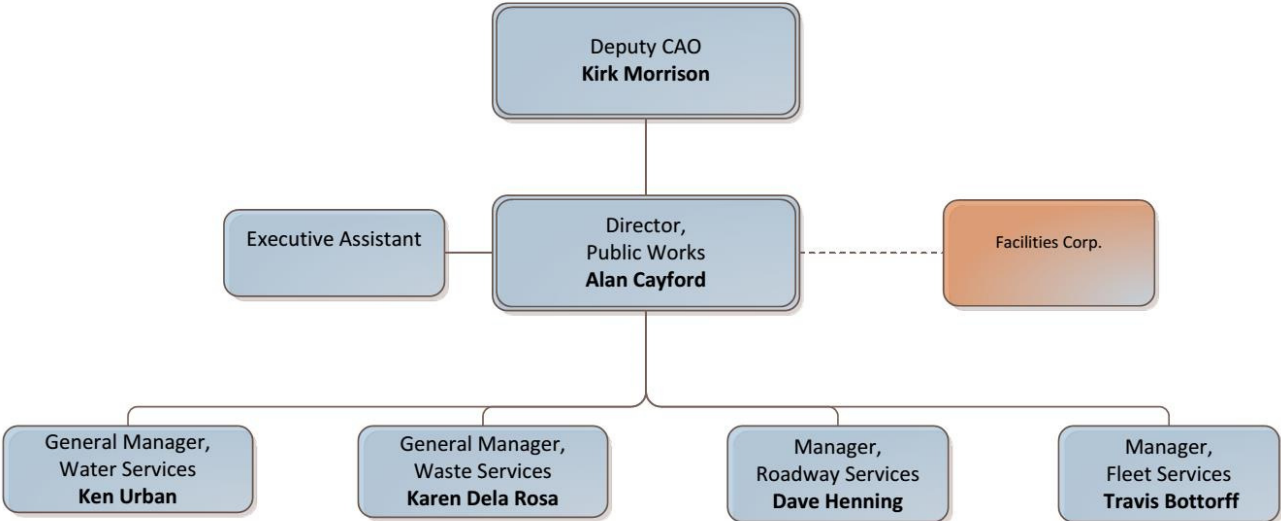 Deputy CAO
Kirk Morrison
Executive Assistant
Director,
Public Works
Alan Cayford
Facilities Corp.
General Manager,
Water Services
Ken Urban
General Manager,
Waste Services
Karen Dela Rosa
Manager,
Roadway Services
Dave Henning
Manager,
Fleet Services
Travis Bottorff